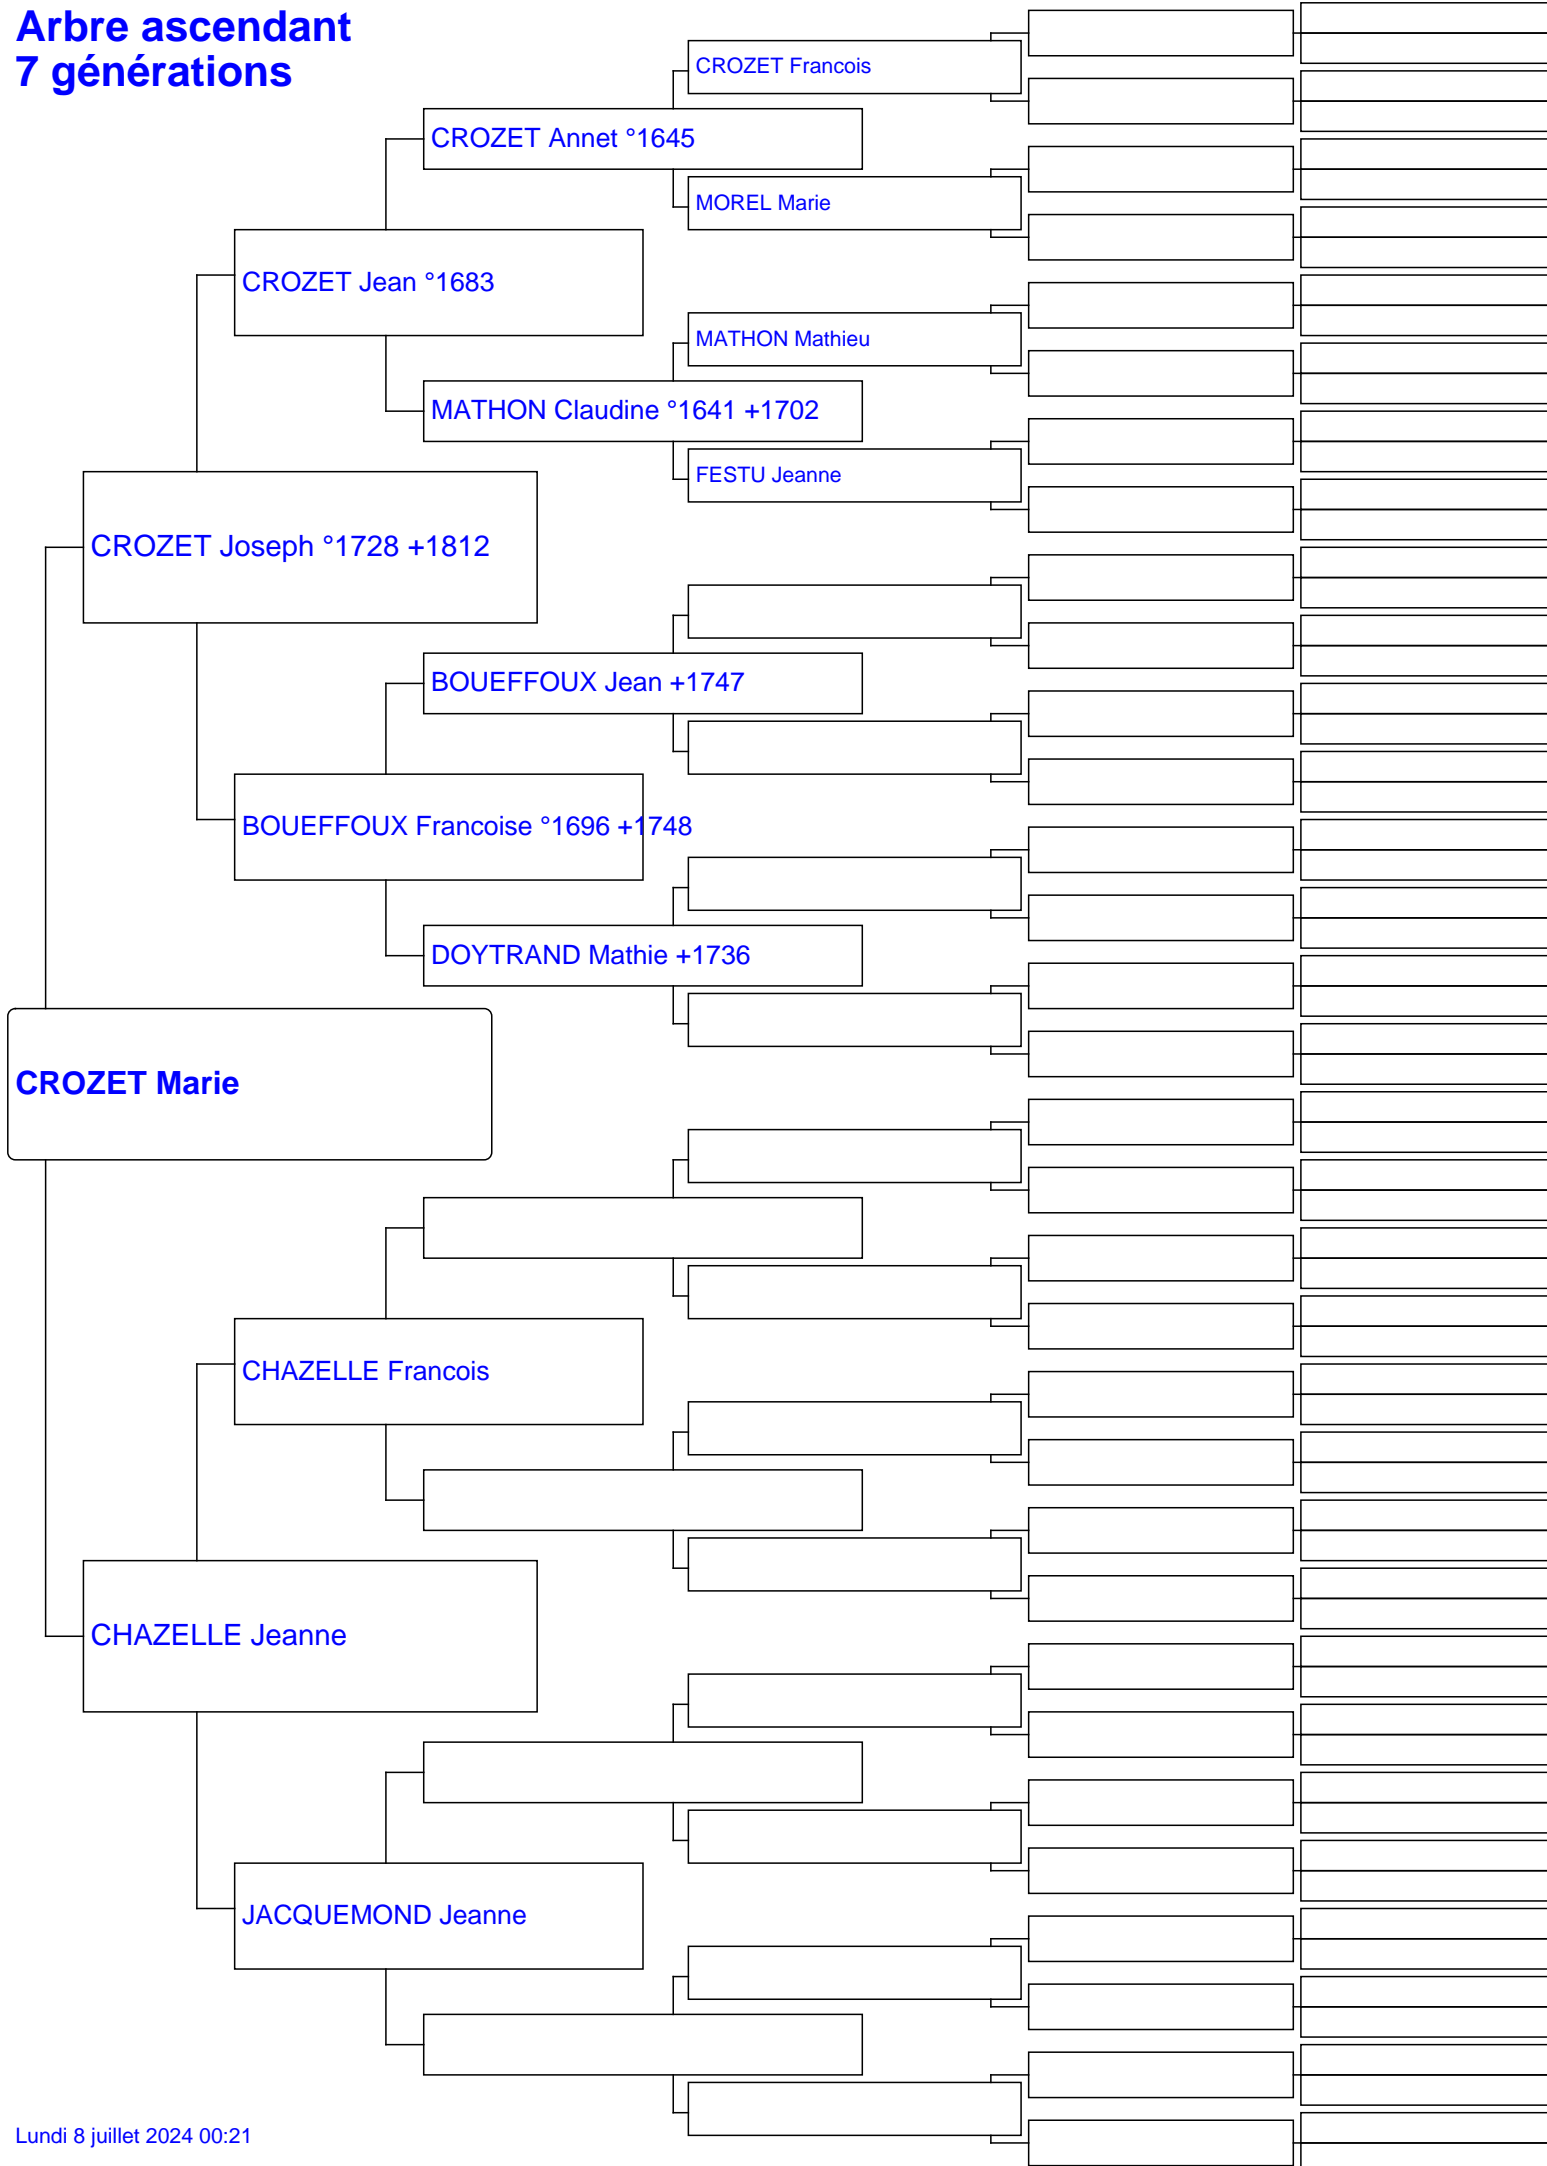 Arbre ascendant
7 générations
CROZET Francois
CROZET Annet °1645
MOREL Marie
CROZET Jean °1683
MATHON Mathieu
MATHON Claudine °1641 +1702
FESTU Jeanne
CROZET Joseph °1728 +1812
BOUEFFOUX Jean +1747
BOUEFFOUX Francoise °1696 +1748
DOYTRAND Mathie +1736
CROZET Marie
CHAZELLE Francois
CHAZELLE Jeanne
JACQUEMOND Jeanne
Lundi 8 juillet 2024 00:21